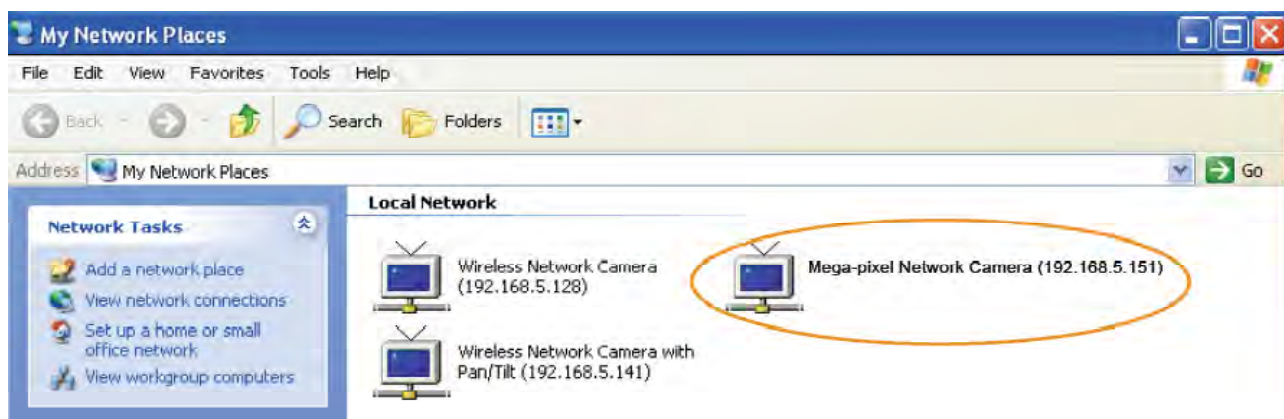 My Network Places
File Edit View Favorites Tools Help
Back Search Folders
Address My Network Places Go
Network Tasks
Add a network place
View network connections
Set up a home or small
office network
View workgroup computers
Local Network
Wireless Network Camera
(192.168.5.128)
Mega-pixel Network Camera (192.168.5.151)
Wireless Network Camera with
Pan/Tilt (192.168.5.141)